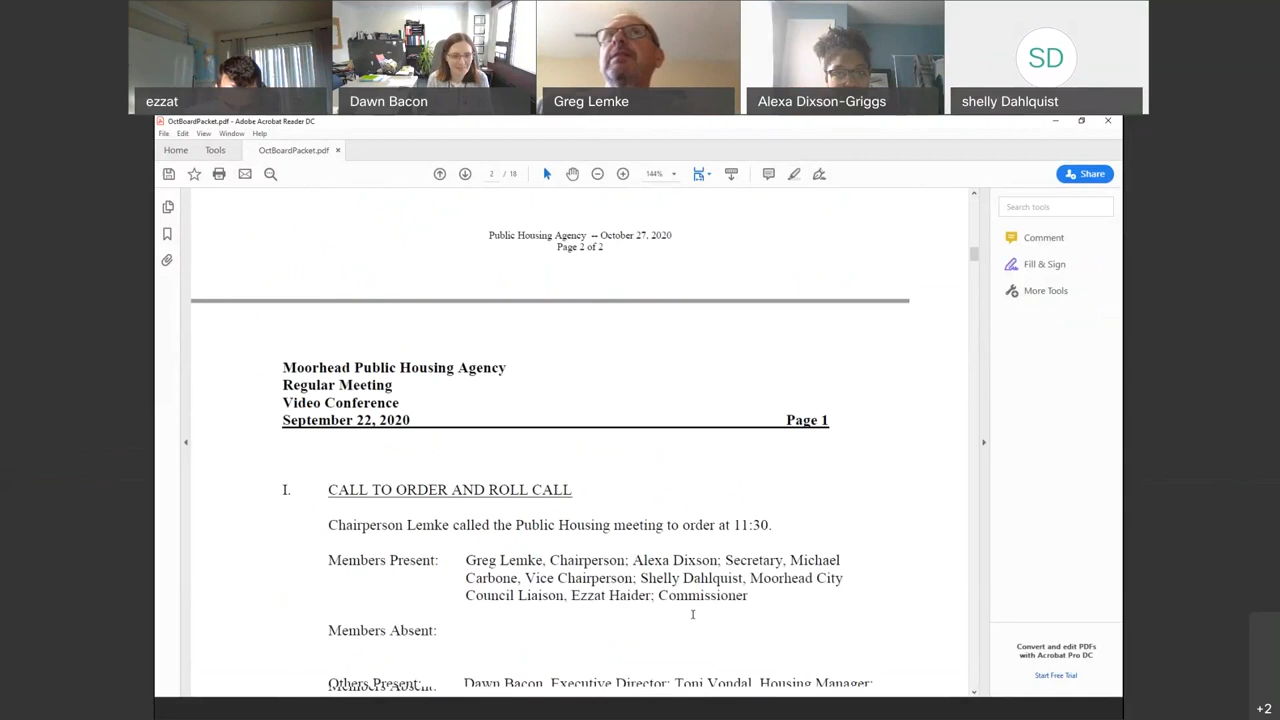 SD
ezzat
Dawn Bacon
Greg Lemke
Alexa Dixson-Griggs
shelly Dahlquist
OctBoardPacket.pdf - Adobe Acrobat Reader DC
File Edit View Window Help
Home Tools OctBoardPacket.pdf ×
2 / 18 144% Share
Search tools
Comment
Fill & Sign
More Tools
Public Housing Agency -- October 27, 2020
Page 2 of 2
Moorhead Public Housing Agency
Regular Meeting
Video Conference
September 22, 2020 Page 1
I. CALL TO ORDER AND ROLL CALL
Chairperson Lemke called the Public Housing meeting to order at 11:30.
Members Present: Greg Lemke, Chairperson; Alexa Dixson; Secretary, Michael
Carbone, Vice Chairperson; Shelly Dahlquist, Moorhead City
Council Liaison, Ezzat Haider; Commissioner
Members Absent:
Others Present: Dawn Bacon, Executive Director; Toni Vondal, Housing Manager;
Members Absent:
Convert and edit PDFs
with Acrobat Pro DC
Start Free Trial
+2